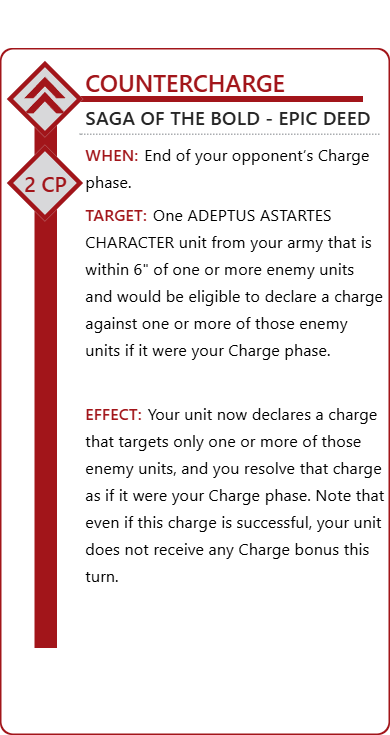 COUNTERCHARGE
SAGA OF THE BOLD - EPIC DEED
2 CP
WHEN: End of your opponent’s Charge
phase.
TARGET: One ADEPTUS ASTARTES
CHARACTER unit from your army that is
within 6" of one or more enemy units
and would be eligible to declare a charge
against one or more of those enemy
units if it were your Charge phase.
EFFECT: Your unit now declares a charge
that targets only one or more of those
enemy units, and you resolve that charge
as if it were your Charge phase. Note that
even if this charge is successful, your unit
does not receive any Charge bonus this
turn.